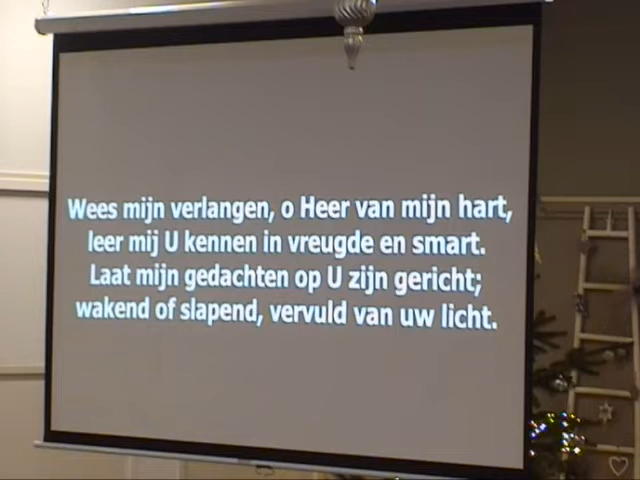 Wees mijn verlangen, o Heer van mijn hart,
leer mij U kennen in vreugde en smart.
Laat mijn gedachten op U zijn gericht;
wakend of slapend, vervuld van uw licht.